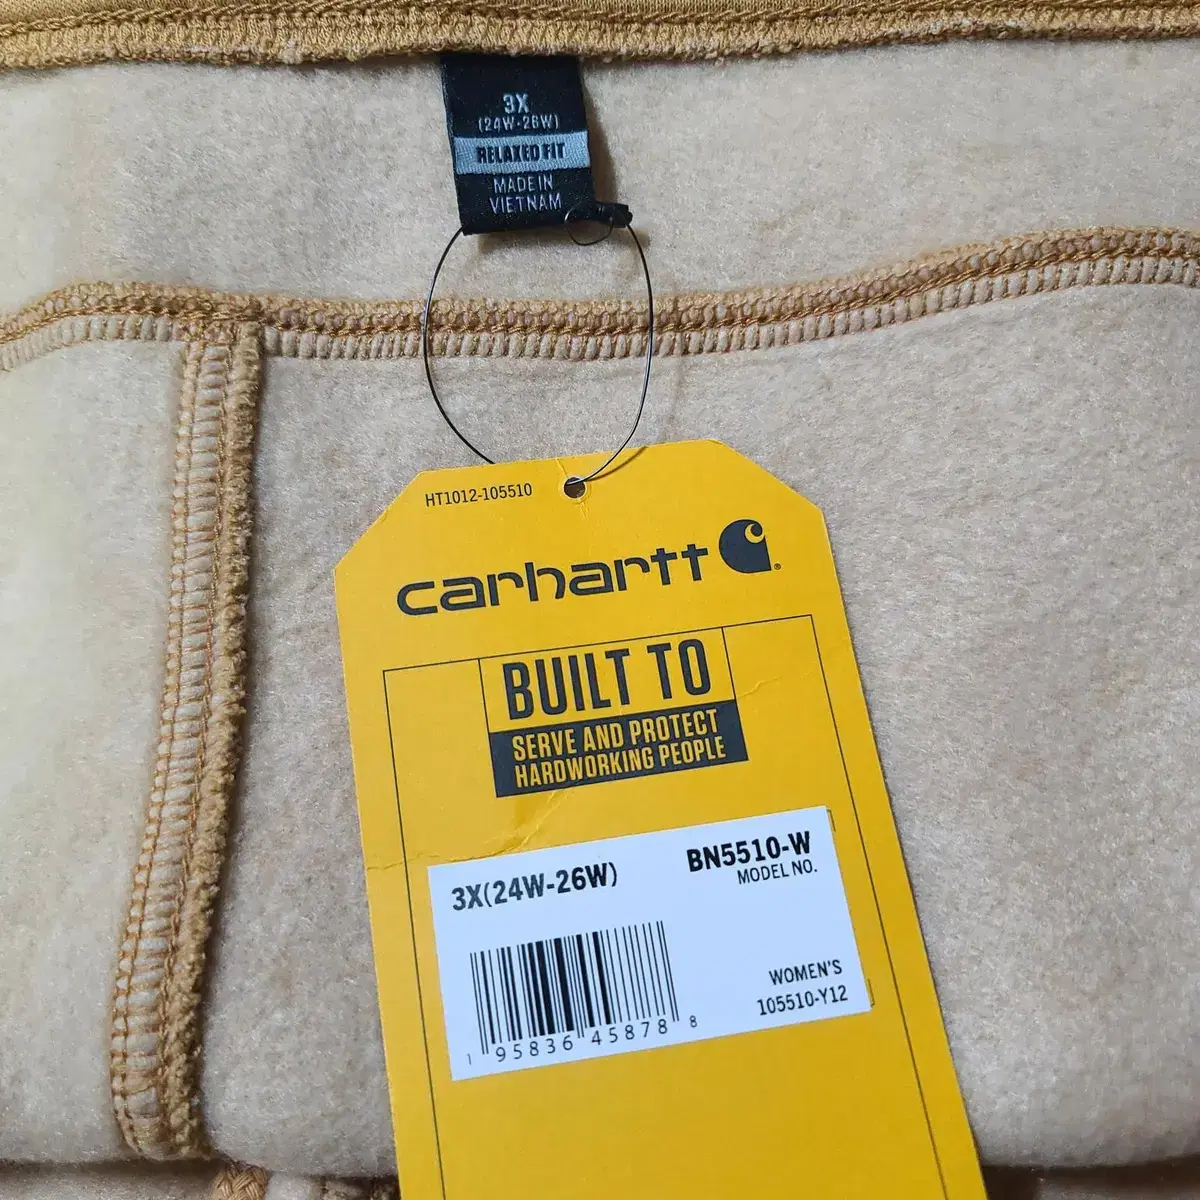 3X
(24W-26W)
RELAXED FIT
MADE IN
VIETNAM
HT1012-105510
carhartt
BUILT TO
SERVE AND PROTECT
HARDWORKING PEOPLE
3X(24W-26W)
BN5510-W
MODEL NO.
WOMEN'S
105510-Y12
1 95836 45878 8